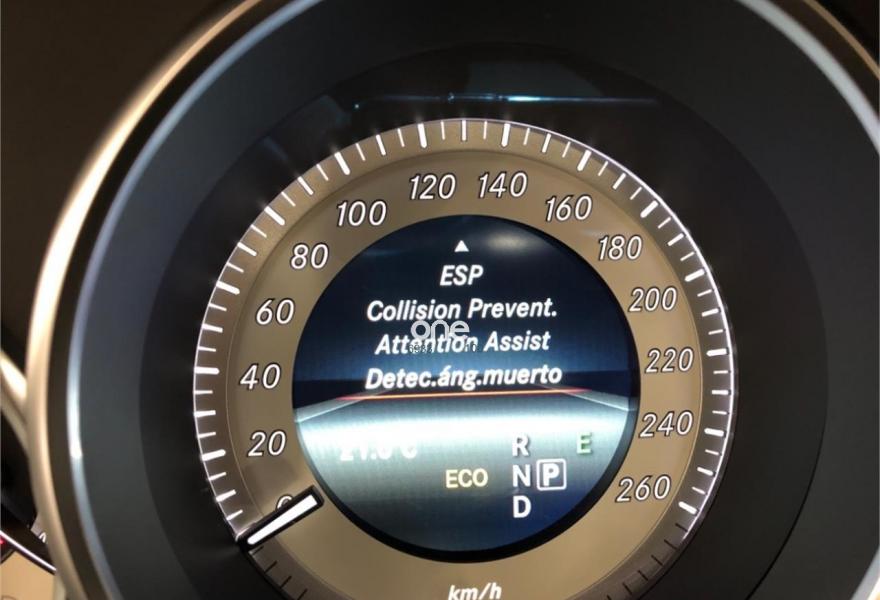 120 140
100 160
80 180
60 200
40 220
20 240
260
ESP
Collision Prevent.
Attention Assist
Detec.áng.muerto
one
R E
ECO N P
D
km/h